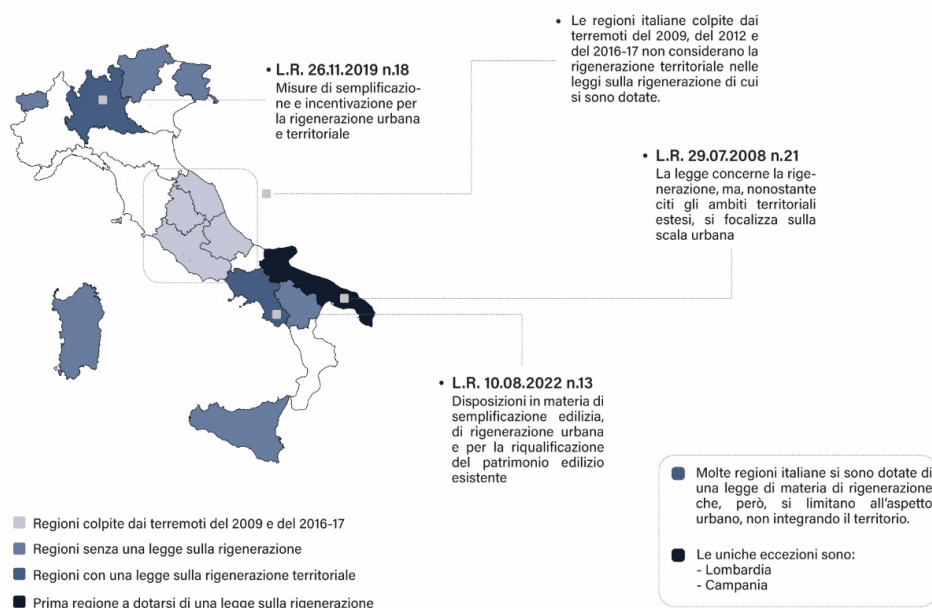 • Le regioni italiane colpite dai
terremoti del 2009, del 2012 e
del 2016-17 non considerano la
rigenerazione territoriale nelle
leggi sulla rigenerazione di cui
si sono dotate.
• L.R. 26.11.2019 n.18
Misure di semplificazio-
ne e incentivazione per
la rigenerazione urbana
e territoriale
• L.R. 29.07.2008 n.21
La legge concerne la rige-
nerazione, ma, nonostante
citi gli ambiti territoriali
estesi, si focalizza sulla
scala urbana
• L.R. 10.08.2022 n.13
Disposizioni in materia di
semplificazione edilizia,
di rigenerazione urbana
e per la riqualificazione
del patrimonio edilizio
esistente
Regioni colpite dai terremoti del 2009 e del 2016-17
Regioni senza una legge sulla rigenerazione
Regioni con una legge sulla rigenerazione territoriale
Prima regione a dotarsi di una legge sulla rigenerazione
Molte regioni italiane si sono dotate di
una legge di materia di rigenerazione
che, però, si limitano all'aspetto
urbano, non integrando il territorio.
Le uniche eccezioni sono:
- Lombardia
- Campania